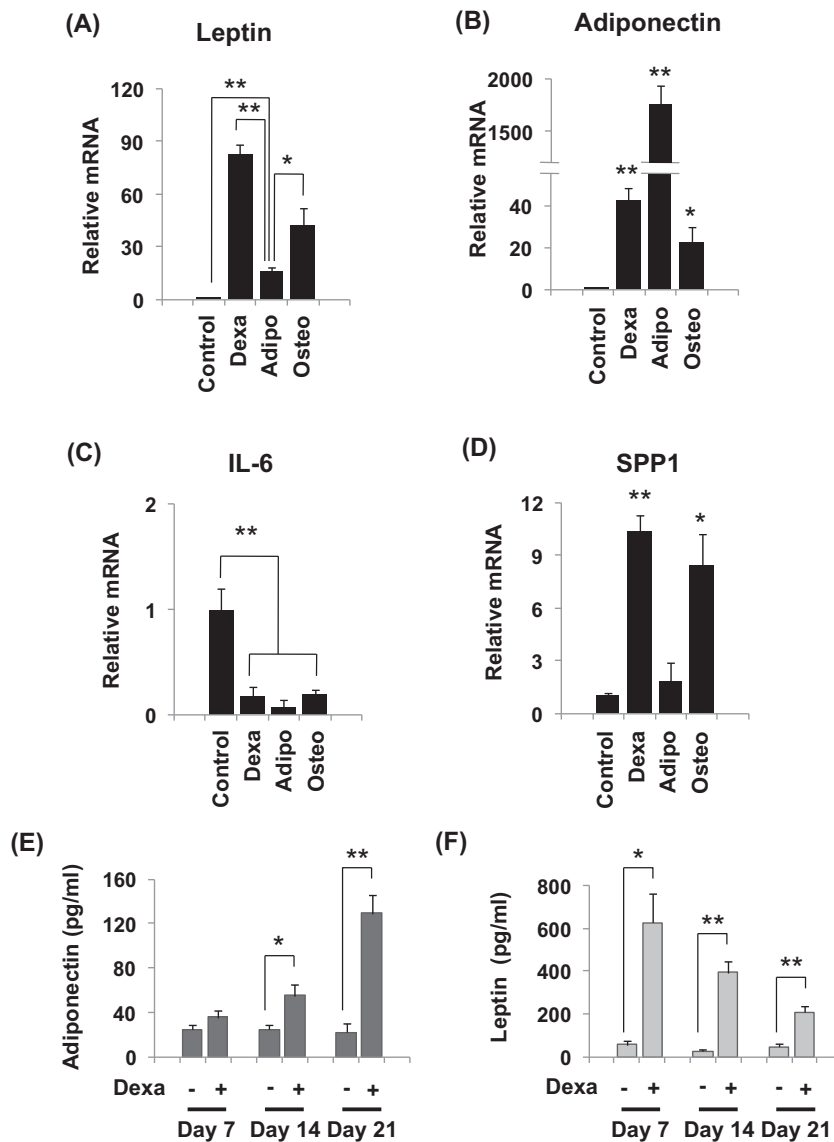 (A)
Leptin
Relative mRNA
120
90
60
30
0
**
**
*
Control
Dexa
Adipo
Osteo
(B)
Adiponectin
Relative mRNA
2000
1500
40
20
0
**
**
*
Control
Dexa
Adipo
Osteo
(C)
IL-6
Relative mRNA
2
1
0
**
Control
Dexa
Adipo
Osteo
(D)
SPP1
Relative mRNA
12
9
6
3
0
**
*
Control
Dexa
Adipo
Osteo
(E)
Adiponectin (pg/ml)
160
120
80
40
0
*
**
Dexa - + - + - +
Day 7 Day 14 Day 21
(F)
Leptin (pg/ml)
800
600
400
200
0
*
**
**
Dexa - + - + - +
Day 7 Day 14 Day 21